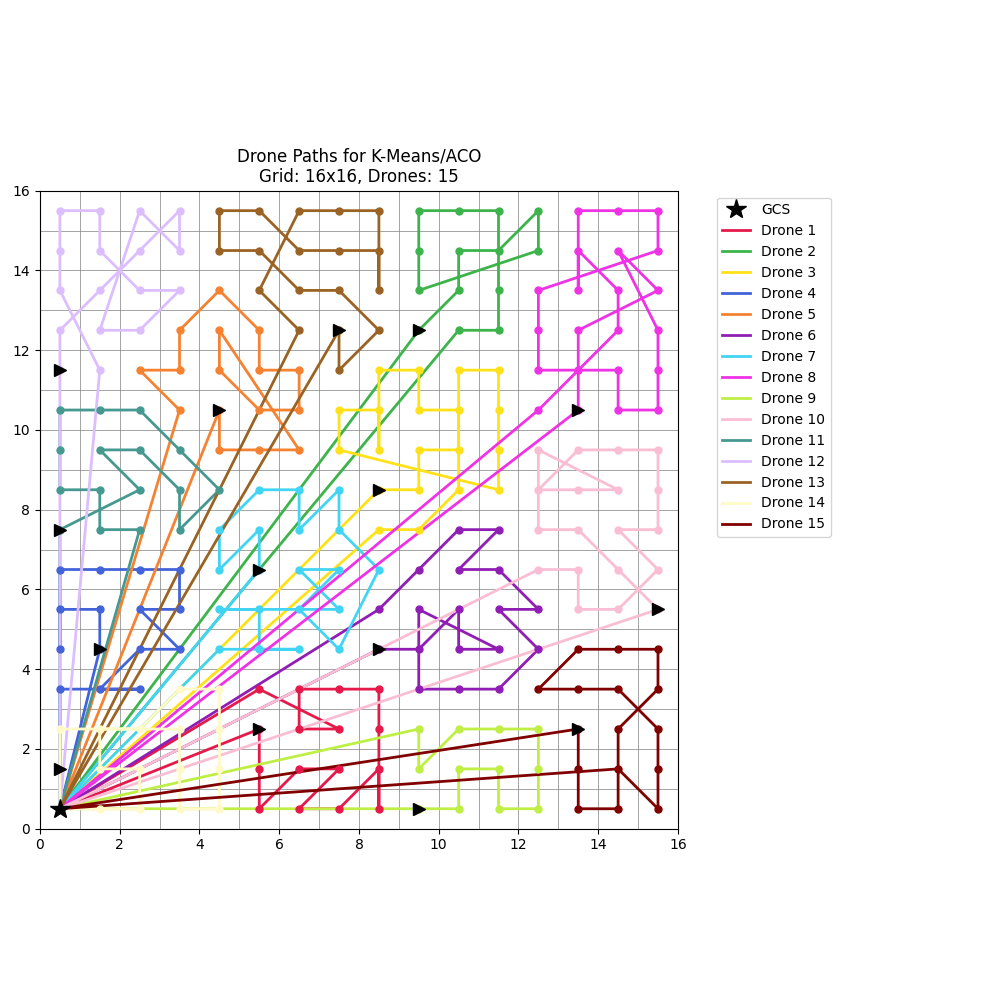 Drone Paths for K-Means/ACO
Grid: 16x16, Drones: 15
16
14
12
10
8
6
4
2
0
0 2 4 6 8 10 12 14 16
GCS
Drone 1
Drone 2
Drone 3
Drone 4
Drone 5
Drone 6
Drone 7
Drone 8
Drone 9
Drone 10
Drone 11
Drone 12
Drone 13
Drone 14
Drone 15